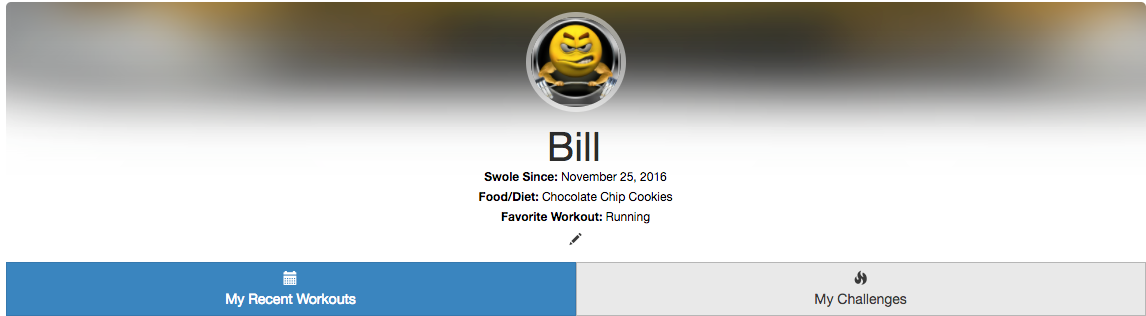 Bill
Swole Since: November 25, 2016
Food/Diet: Chocolate Chip Cookies
Favorite Workout: Running
My Recent Workouts
My Challenges